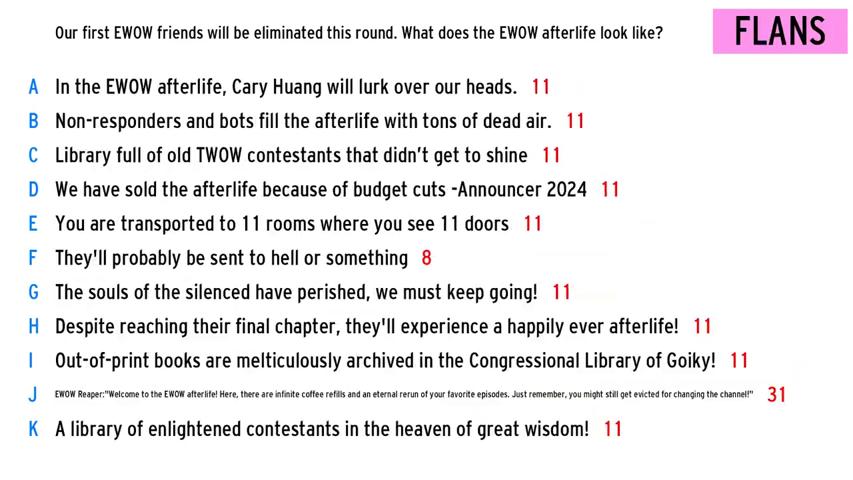 Our first EWOW friends will be eliminated this round. What does the EWOW afterlife look like?
FLANS
A In the EWOW afterlife, Cary Huang will lurk over our heads. 11
B Non-responders and bots fill the afterlife with tons of dead air. 11
C Library full of old TWOW contestants that didn't get to shine 11
D We have sold the afterlife because of budget cuts -Announcer 2024 11
E You are transported to 11 rooms where you see 11 doors 11
F They'll probably be sent to hell or something 8
G The souls of the silenced have perished, we must keep going! 11
H Despite reaching their final chapter, they'll experience a happily ever afterlife! 11
I Out-of-print books are melticulously archived in the Congressional Library of Goiky! 11
J EWOW Reaper:"Welcome to the EWOW afterlife! Here, there are infinite coffee refills and an eternal rerun of your favorite episodes. Just remember, you might still get evicted for changing the channel!" 31
K A library of enlightened contestants in the heaven of great wisdom! 11